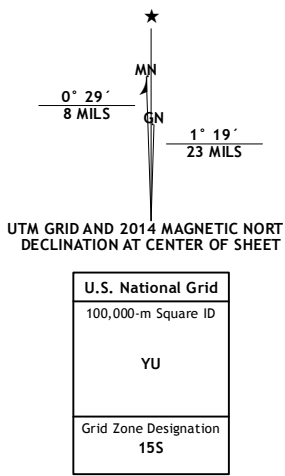 ★
MN
GN
0° 29´
8 MILS
1° 19´
23 MILS
UTM GRID AND 2014 MAGNETIC NORT
DECLINATION AT CENTER OF SHEET
U.S. National Grid
100,000-m Square ID
YU
Grid Zone Designation
15S